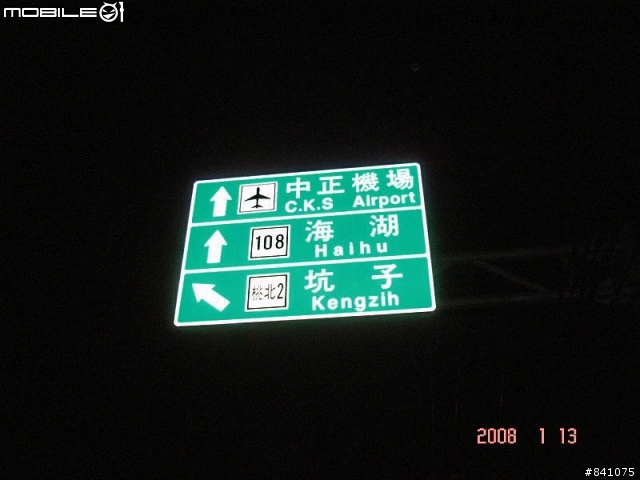 MOBILE01
中正機場
C.K.S Airport
108 海湖
Haihu
桃北2 坑子
Kengzih
2008 1 13
#841075